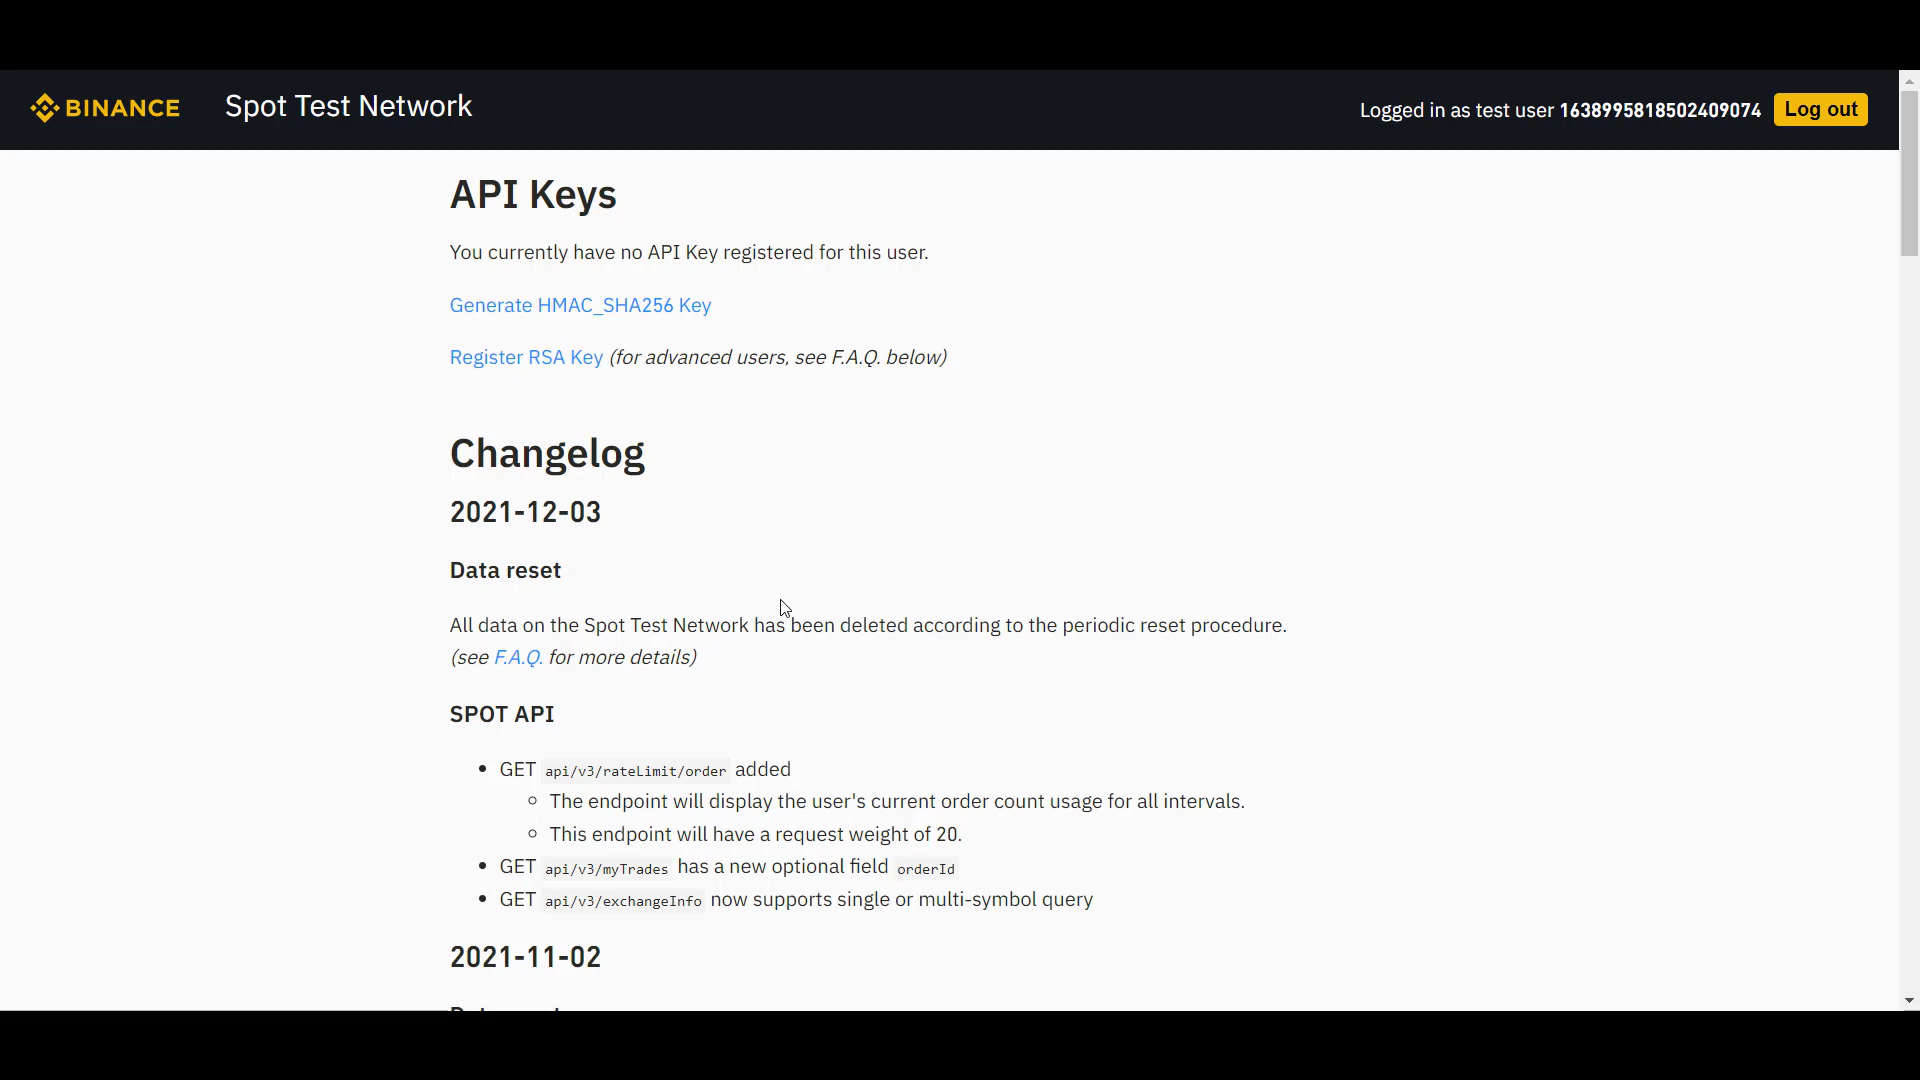 BINANCE Spot Test Network Logged in as test user 1638995818502409074 Log out
API Keys
You currently have no API Key registered for this user.
Generate HMAC_SHA256 Key
Register RSA Key (for advanced users, see F.A.Q. below)
Changelog
2021-12-03
Data reset
All data on the Spot Test Network has been deleted according to the periodic reset procedure.
(see F.A.Q. for more details)
SPOT API
• GET api/v3/rateLimit/order added
◦ The endpoint will display the user's current order count usage for all intervals.
◦ This endpoint will have a request weight of 20.
• GET api/v3/myTrades has a new optional field orderId
• GET api/v3/exchangeInfo now supports single or multi-symbol query
2021-11-02